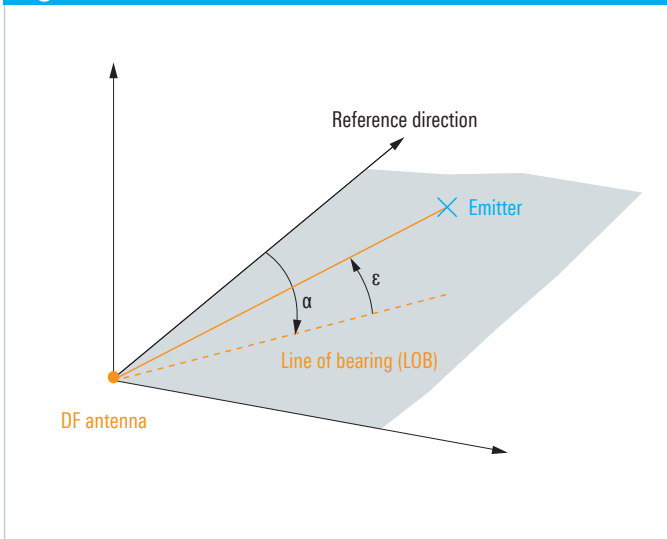 Reference direction
Emitter
ε
α
Line of bearing (LOB)
DF antenna